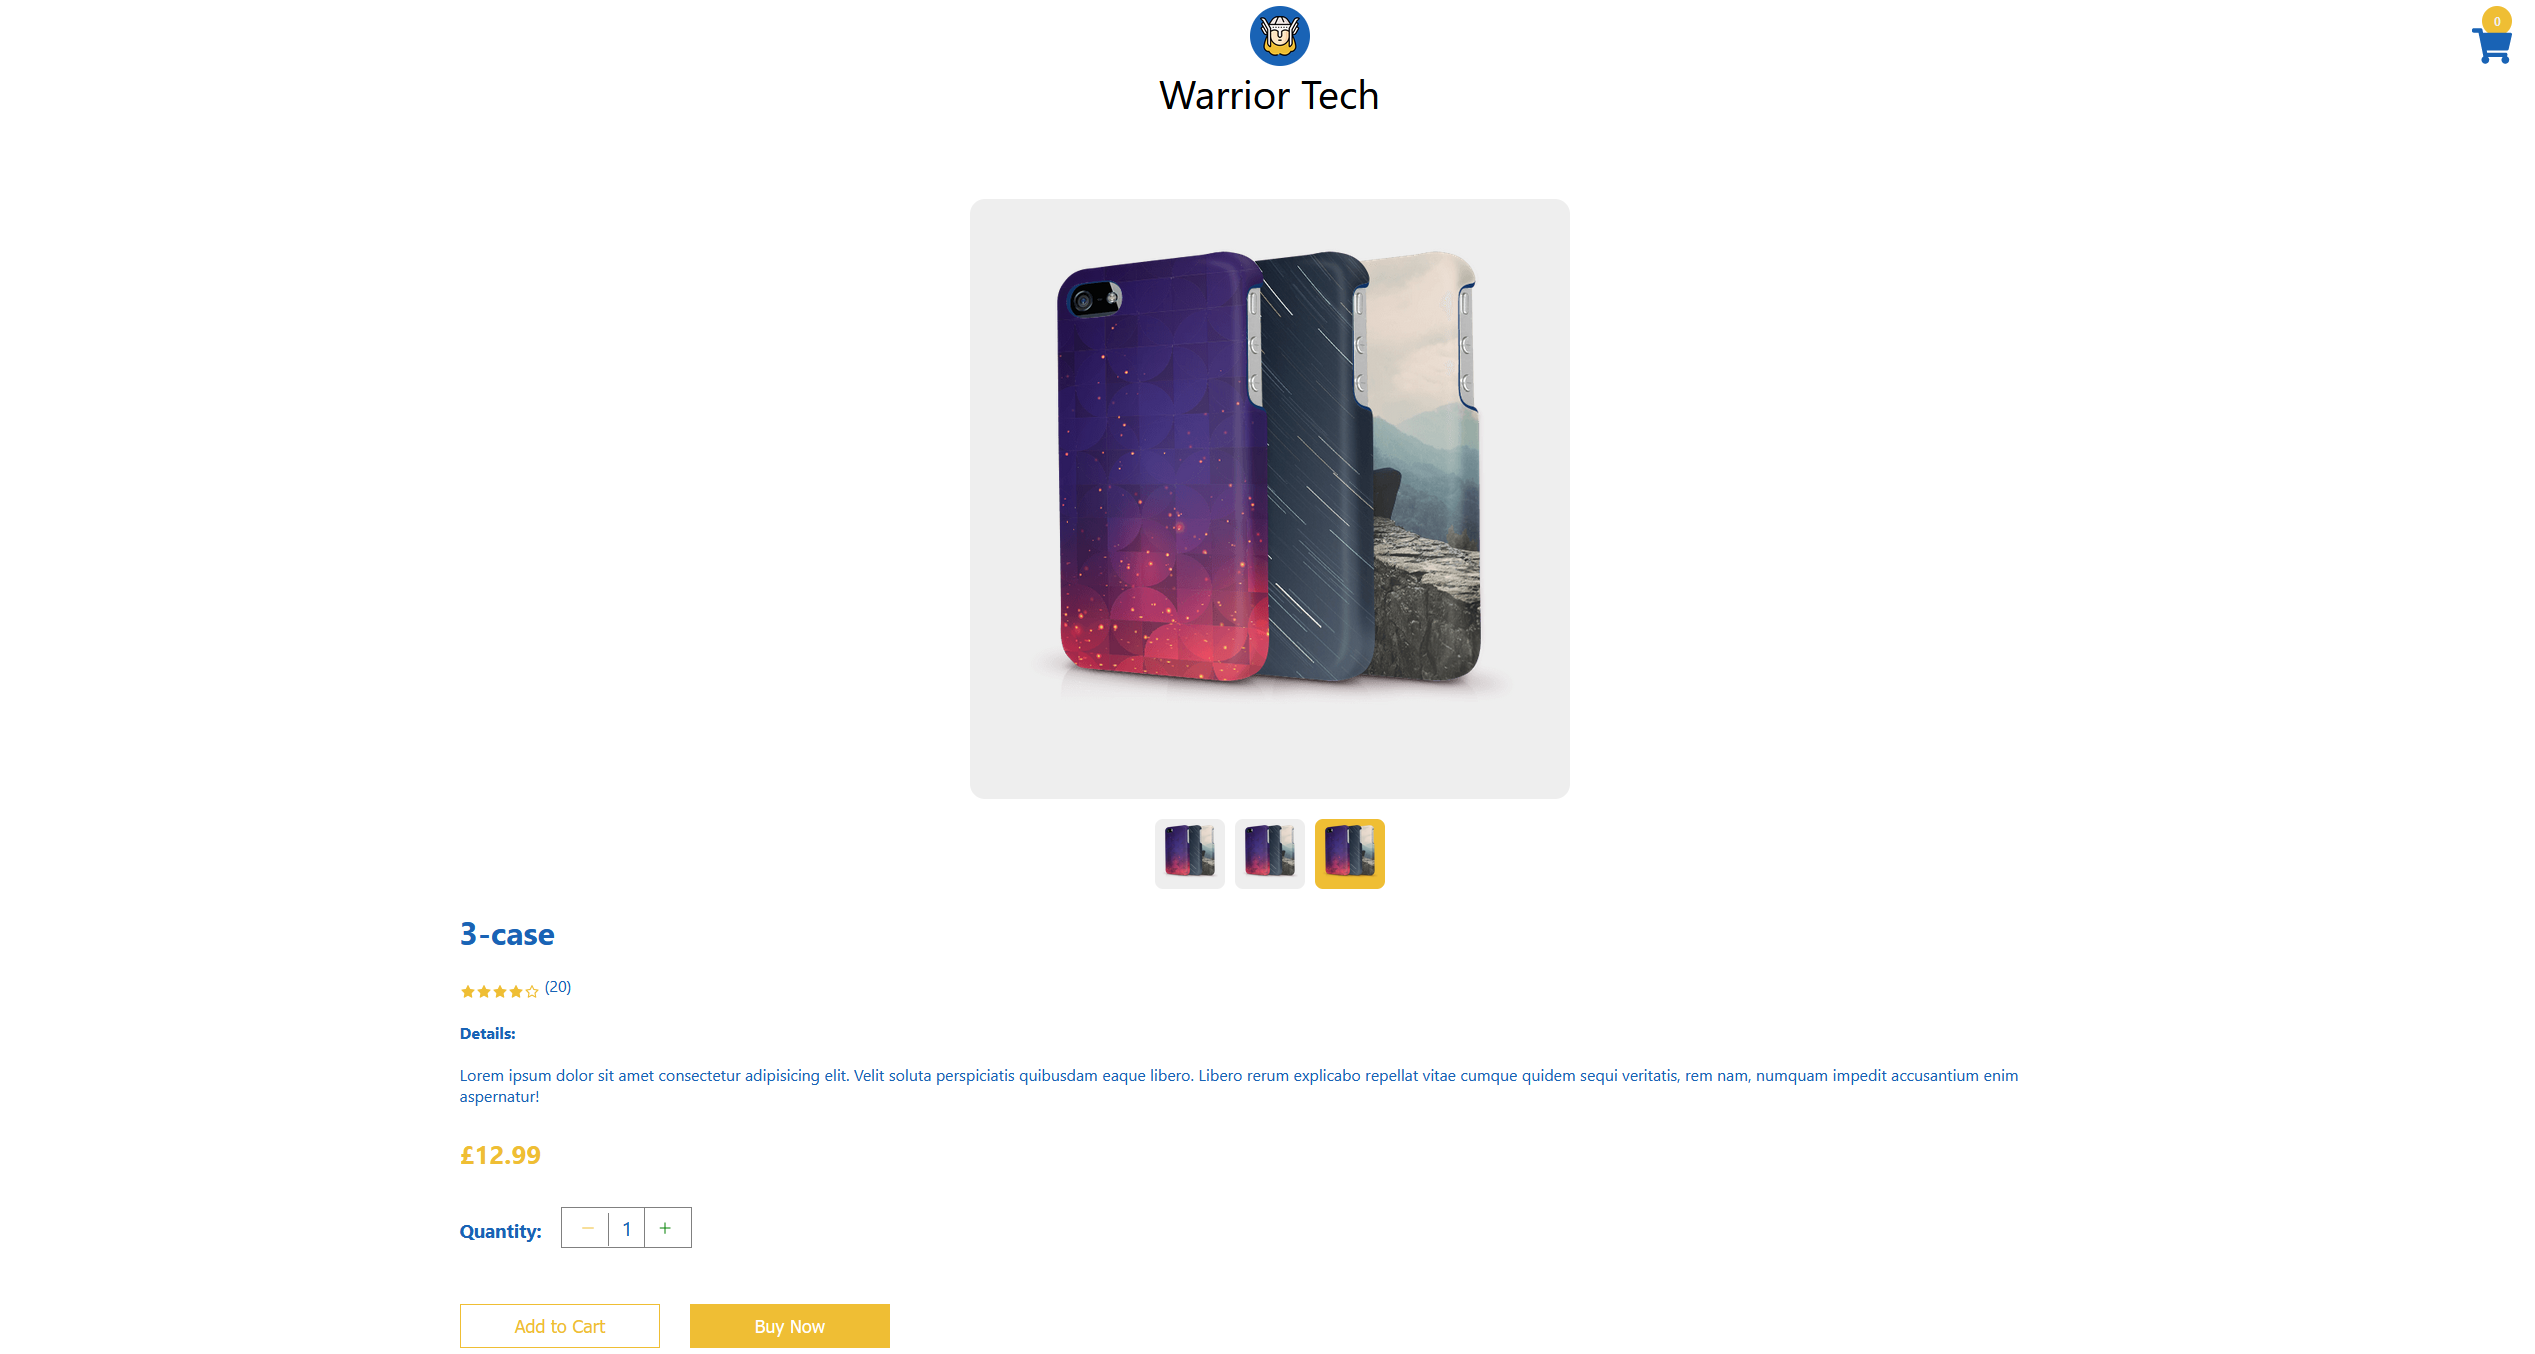 0
Warrior Tech
3-case
(20)
Details:
Lorem ipsum dolor sit amet consectetur adipisicing elit. Velit soluta perspiciatis quibusdam eaque libero. Libero rerum explicabo repellat vitae cumque quidem sequi veritatis, rem nam, numquam impedit accusantium enim
aspernatur!
£12.99
Quantity: − 1 +
Add to Cart Buy Now